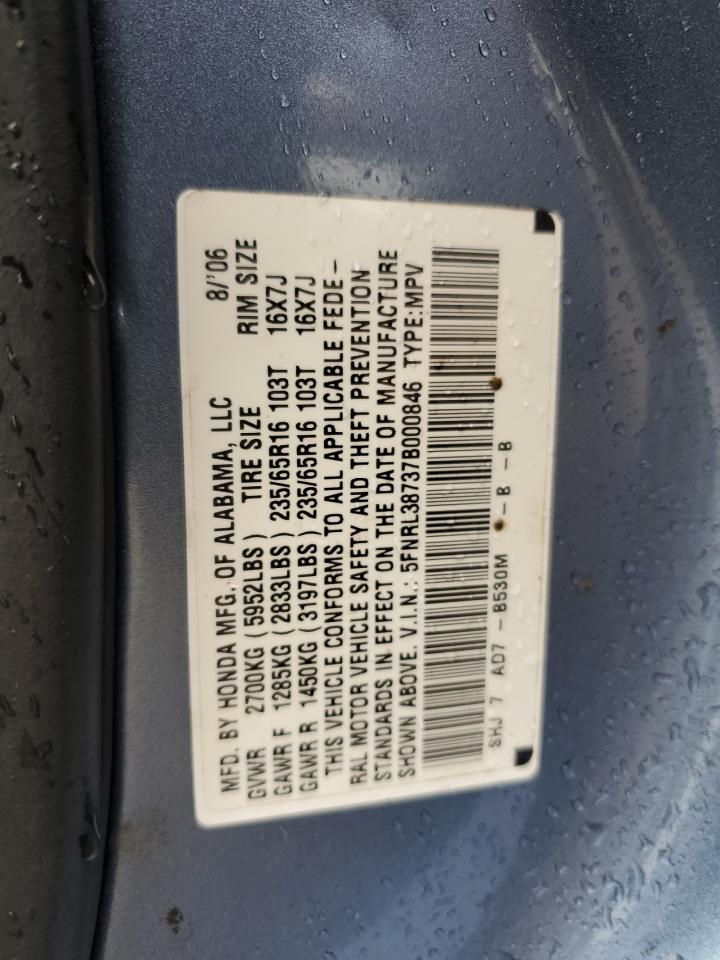 MFD. BY HONDA MFG. OF ALABAMA, LLC 8/'06
GVWR 2700KG (5952LBS) TIRE SIZE RIM SIZE
GAWR F 1285KG (2833LBS) 235/65R16 103T 16X7J
GAWR R 1450KG (3197LBS) 235/65R16 103T 16X7J
THIS VEHICLE CONFORMS TO ALL APPLICABLE FEDE-
RAL MOTOR VEHICLE SAFETY AND THEFT PREVENTION
STANDARDS IN EFFECT ON THE DATE OF MANUFACTURE
SHOWN ABOVE. V.I.N.: 5FNRL38737B000846 TYPE:MPV
SHJ 7 AD7 -B530M -B -B